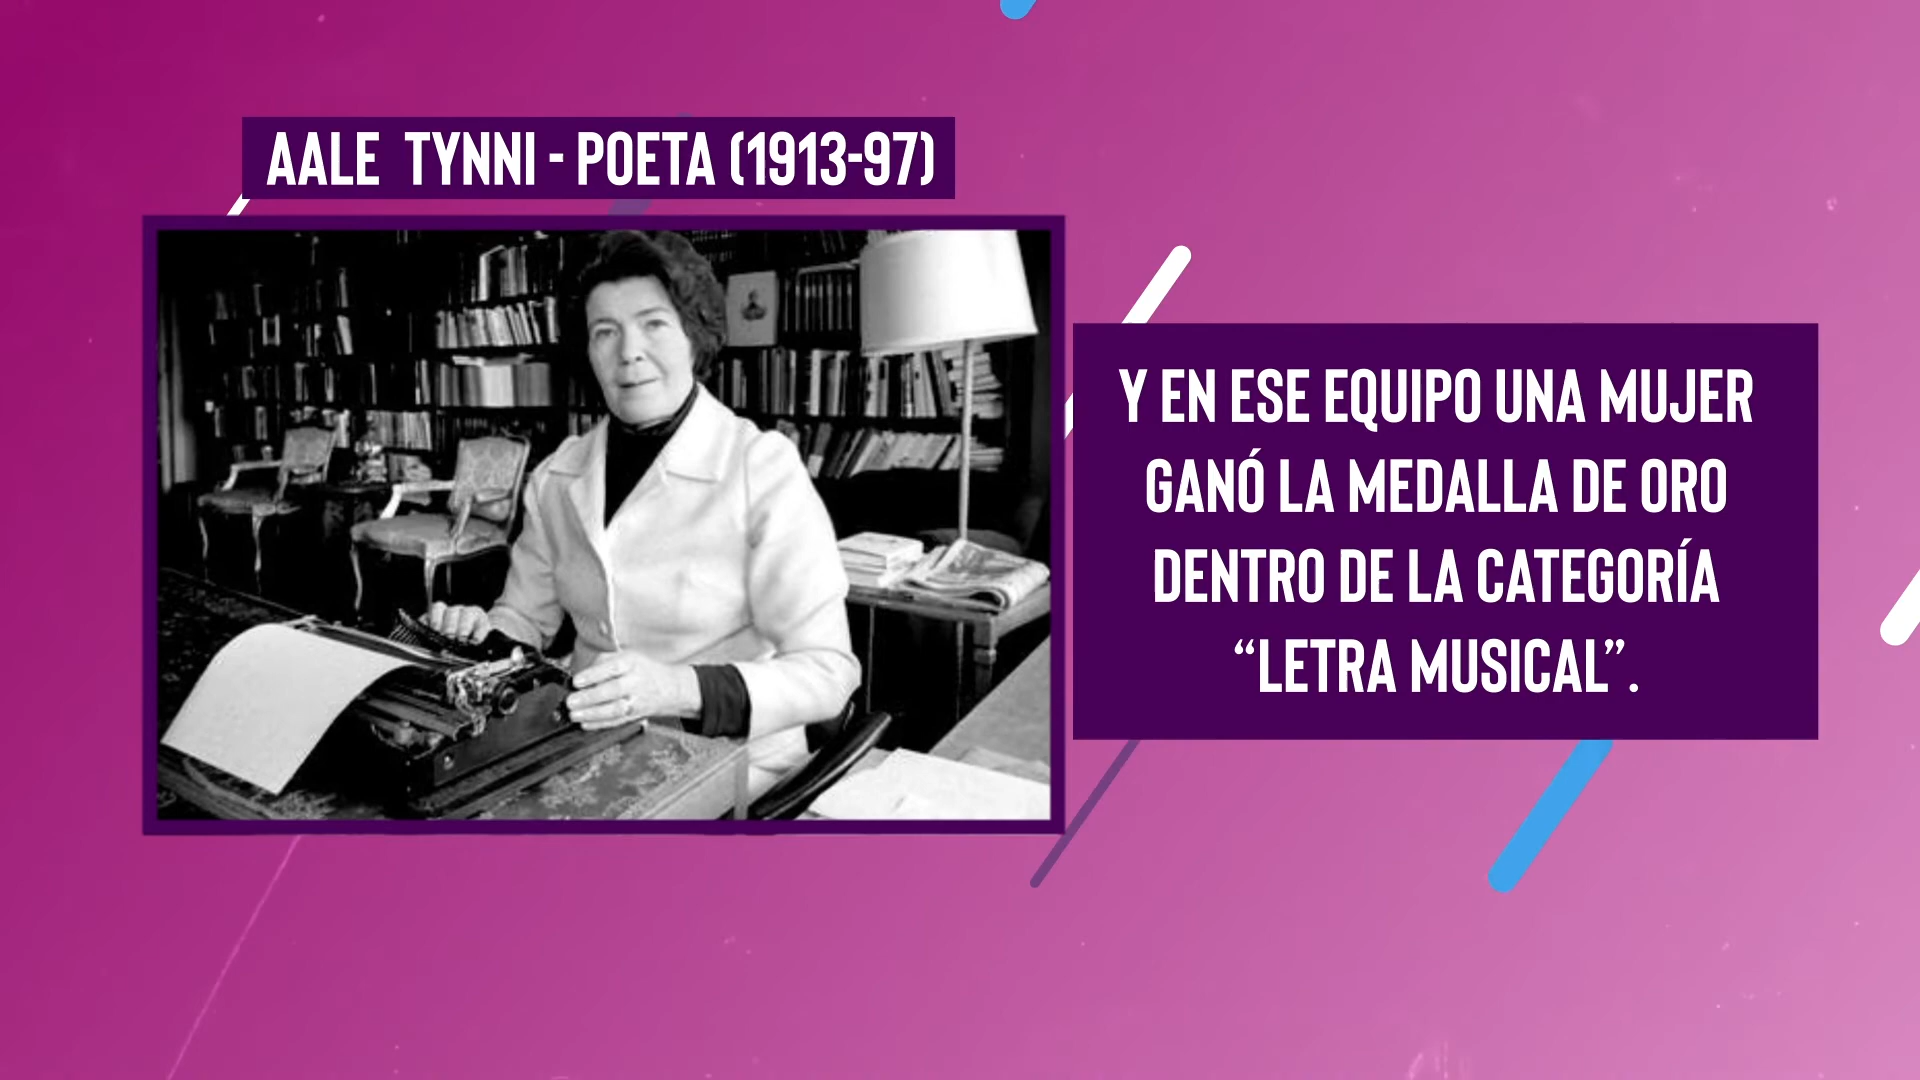 AALE TYNNI - POETA (1913-97)
Y EN ESE EQUIPO UNA MUJER
GANÓ LA MEDALLA DE ORO
DENTRO DE LA CATEGORÍA
“LETRA MUSICAL”.